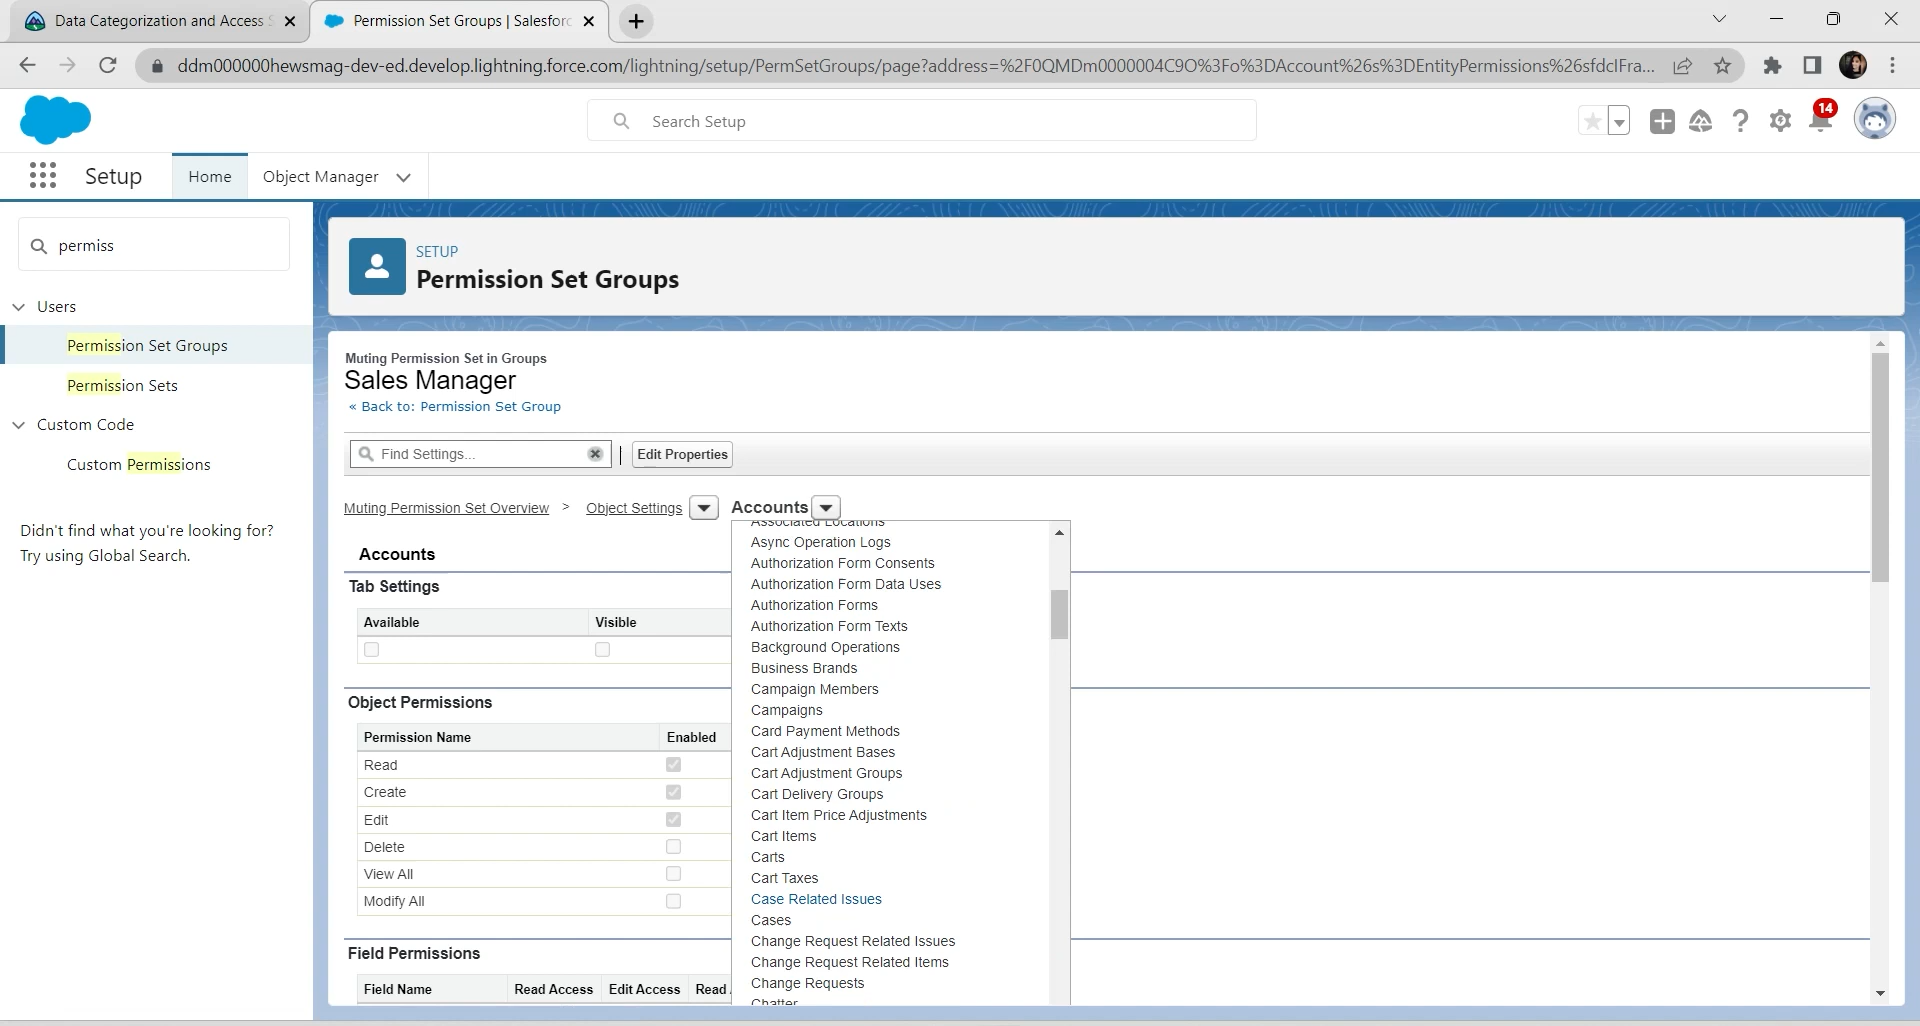 Data Categorization and Access S
Permission Set Groups | Salesforc
ddm000000hewsmag-dev-ed.develop.lightning.force.com/lightning/setup/PermSetGroups/page?address=%2F0QMDm0000004C9O%3Fo%3DAccount%26s%3DEntityPermissions%26sfdcIFra...
Search Setup
14
Setup
Home
Object Manager
permiss
Users
Permission Set Groups
Permission Sets
Custom Code
Custom Permissions
Didn't find what you're looking for?
Try using Global Search.
SETUP
Permission Set Groups
Muting Permission Set in Groups
Sales Manager
« Back to: Permission Set Group
Find Settings...
Edit Properties
Muting Permission Set Overview > Object Settings Accounts
Accounts
Tab Settings
Available Visible
Object Permissions
Permission Name Enabled
Read
Create
Edit
Delete
View All
Modify All
Field Permissions
Field Name Read Access Edit Access Read
Associated Locations
Async Operation Logs
Authorization Form Consents
Authorization Form Data Uses
Authorization Forms
Authorization Form Texts
Background Operations
Business Brands
Campaign Members
Campaigns
Card Payment Methods
Cart Adjustment Bases
Cart Adjustment Groups
Cart Delivery Groups
Cart Item Price Adjustments
Cart Items
Carts
Cart Taxes
Case Related Issues
Cases
Change Request Related Issues
Change Request Related Items
Change Requests
Chatter